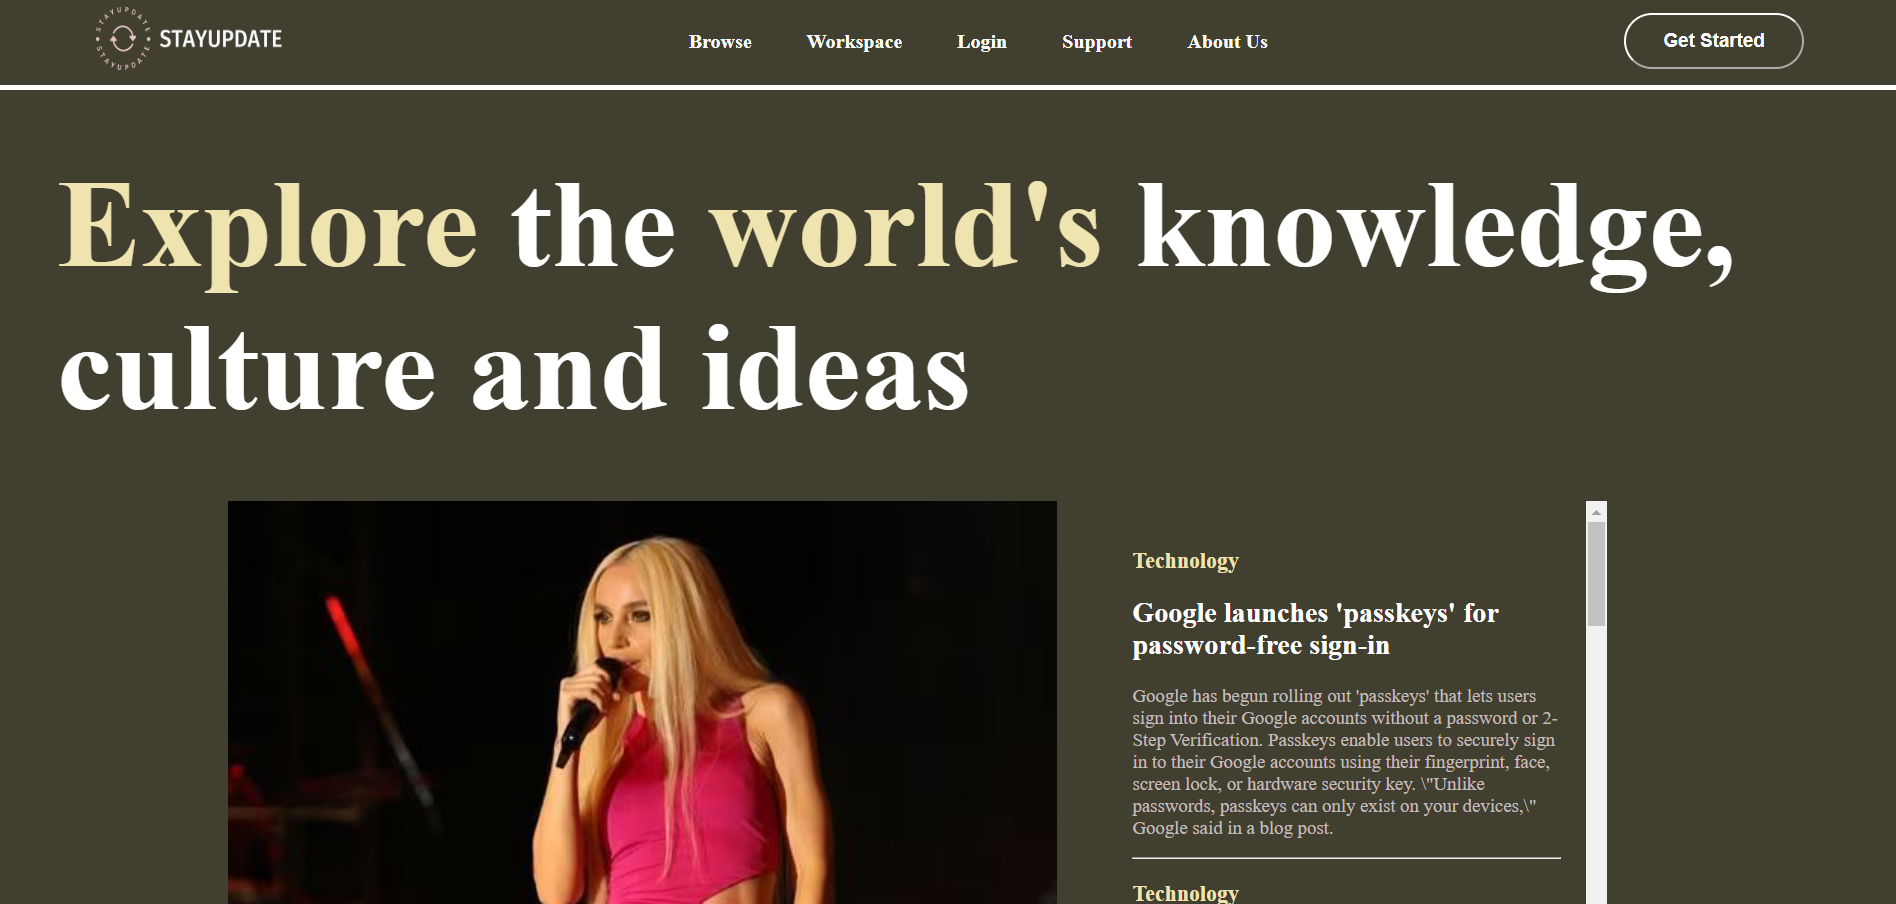 STAYUPDATE
STAYUPDATE
STAYUPDATE
Browse
Workspace
Login
Support
About Us
Get Started
Explore the world's knowledge,
culture and ideas
Technology
Google launches 'passkeys' for
password-free sign-in
Google has begun rolling out 'passkeys' that lets users
sign into their Google accounts without a password or 2-
Step Verification. Passkeys enable users to securely sign
in to their Google accounts using their fingerprint, face,
screen lock, or hardware security key. \"Unlike
passwords, passkeys can only exist on your devices,\"
Google said in a blog post.
Technology